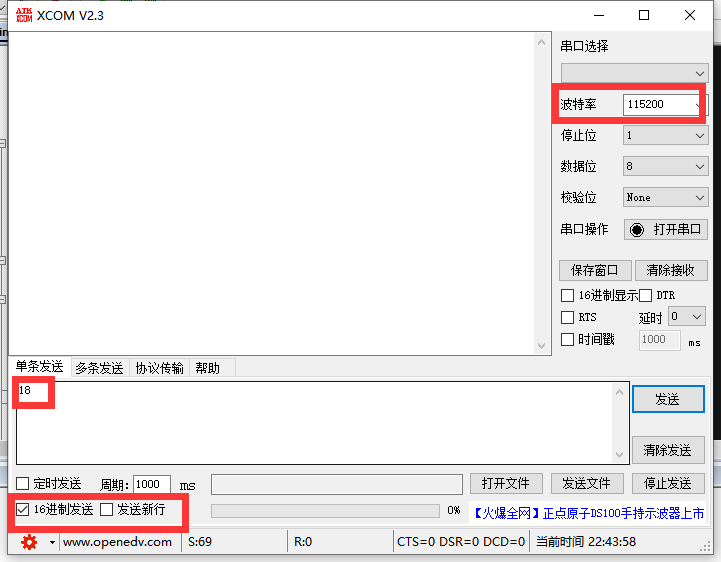 ATK XCOM XCOM V2.3
串口选择
波特率 115200
停止位 1
数据位 8
校验位 None
串口操作 打开串口
保存窗口 清除接收
16进制显示 DTR
RTS 延时 0
时间戳 1000 ms
单条发送 多条发送 协议传输 帮助
18
发送
清除发送
定时发送 周期: 1000 ms 打开文件 发送文件 停止发送
16进制发送 发送新行 0% 【火爆全网】正点原子DS100手持示波器上市
www.openedv.com S:69 R:0 CTS=0 DSR=0 DCD=0 当前时间 22:43:58